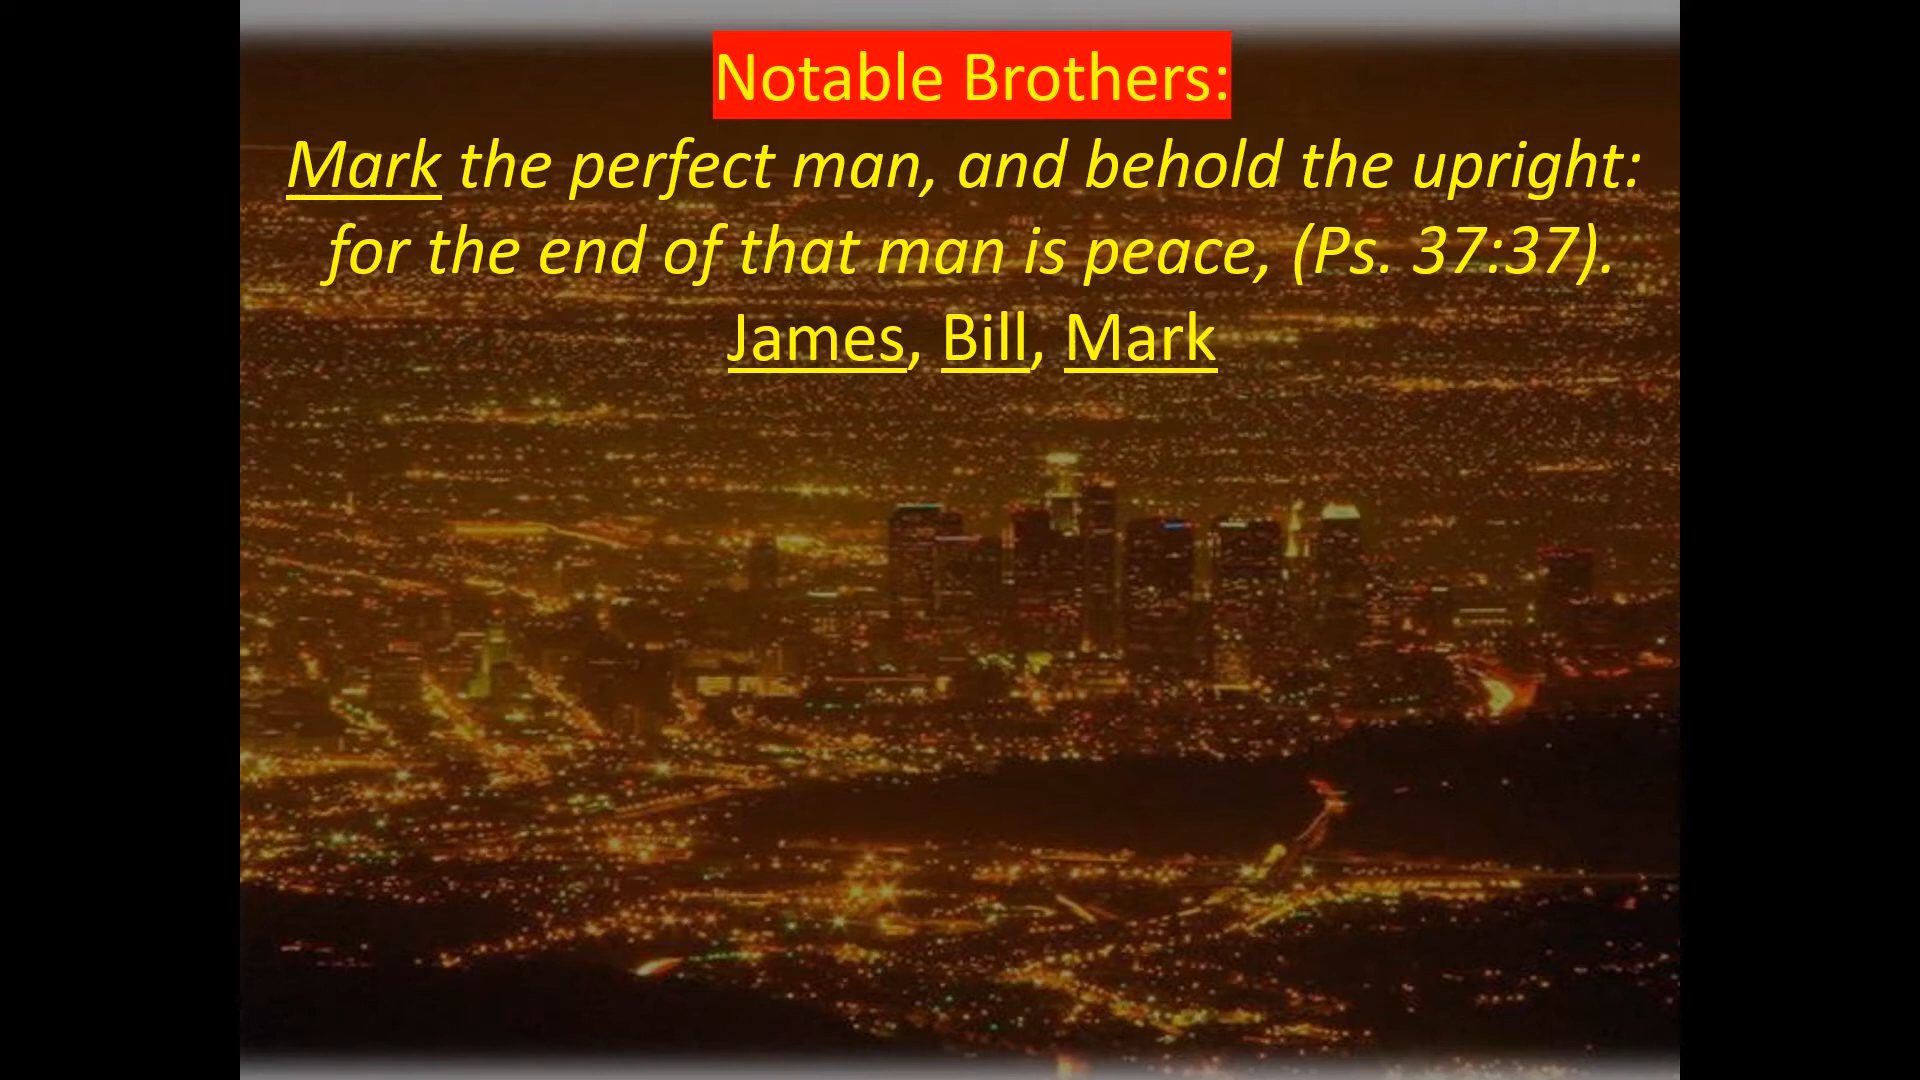 Notable Brothers:
Mark the perfect man, and behold the upright:
for the end of that man is peace, (Ps. 37:37).
James, Bill, Mark